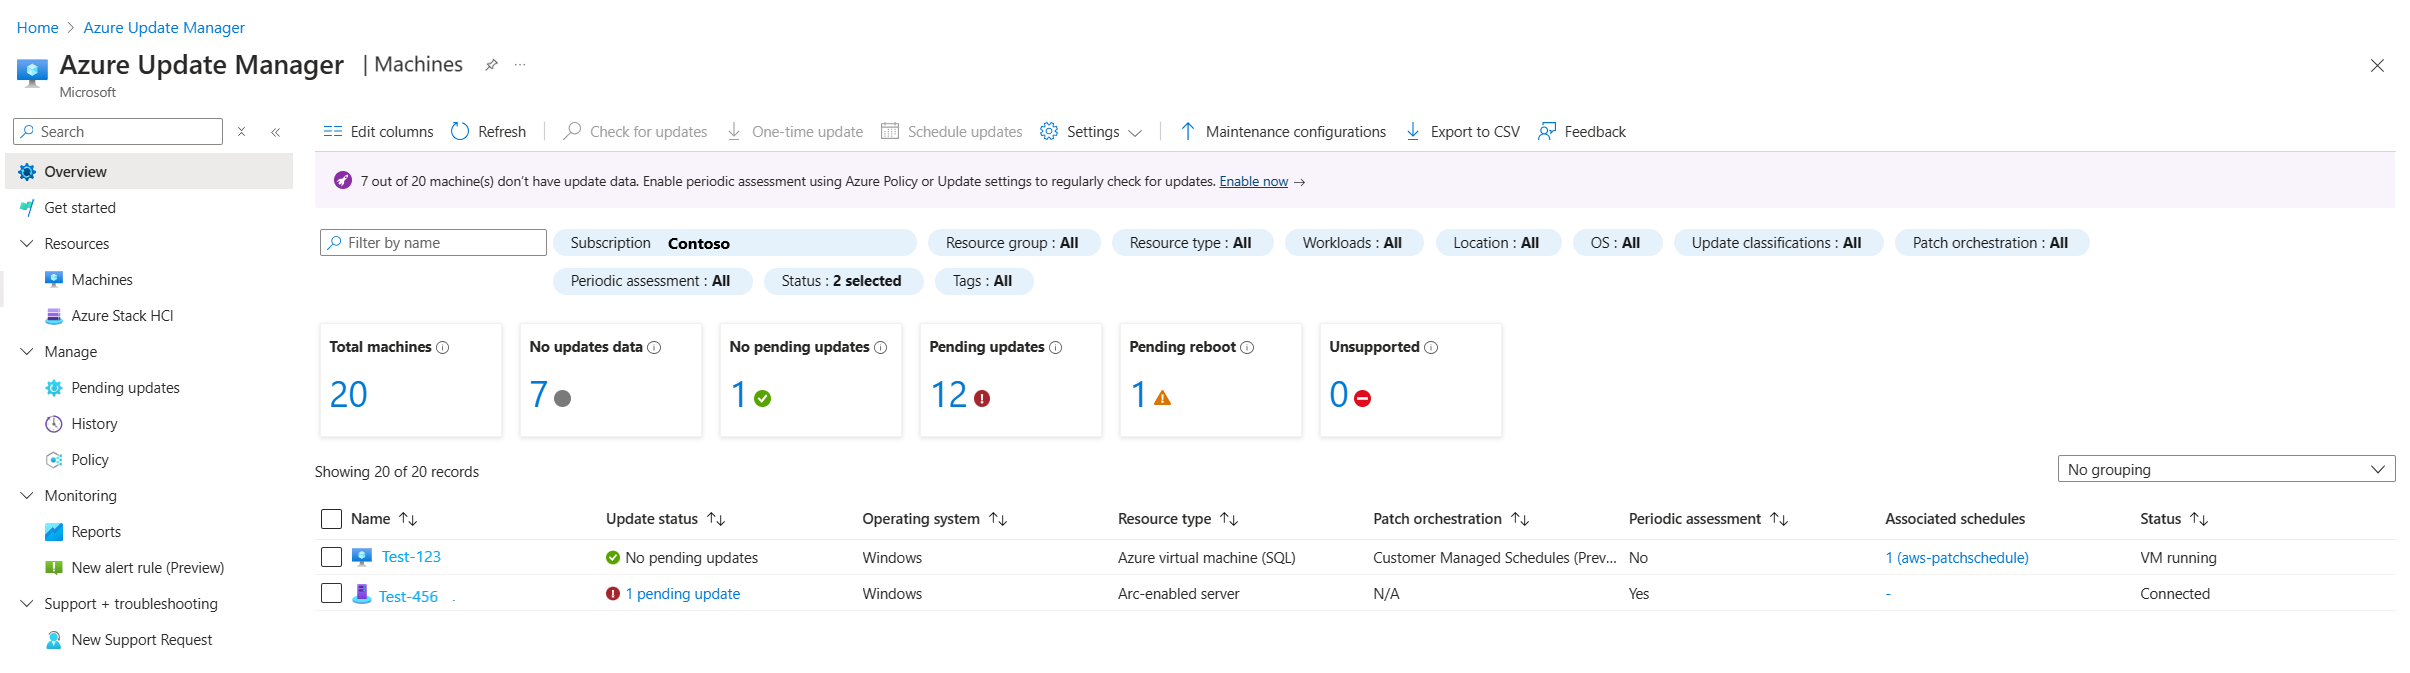 Home > Azure Update Manager
Azure Update Manager | Machines ...
Microsoft
Search
Overview
Get started
Resources
Machines
Azure Stack HCI
Manage
Pending updates
History
Policy
Monitoring
Reports
New alert rule (Preview)
Support + troubleshooting
New Support Request
Edit columns Refresh Check for updates One-time update Schedule updates Settings Maintenance configurations Export to CSV Feedback
7 out of 20 machine(s) don't have update data. Enable periodic assessment using Azure Policy or Update settings to regularly check for updates. Enable now →
Filter by name Subscription Contoso Resource group : All Resource type : All Workloads : All Location : All OS : All Update classifications : All Patch orchestration : All
Periodic assessment : All Status : 2 selected Tags : All
Total machines No updates data No pending updates Pending updates Pending reboot Unsupported
20 7 1 12 1 0
Showing 20 of 20 records No grouping
Name Update status Operating system Resource type Patch orchestration Periodic assessment Associated schedules Status
Test-123 No pending updates Windows Azure virtual machine (SQL) Customer Managed Schedules (Prev... No 1 (aws-patchschedule) VM running
Test-456 . 1 pending update Windows Arc-enabled server N/A Yes - Connected